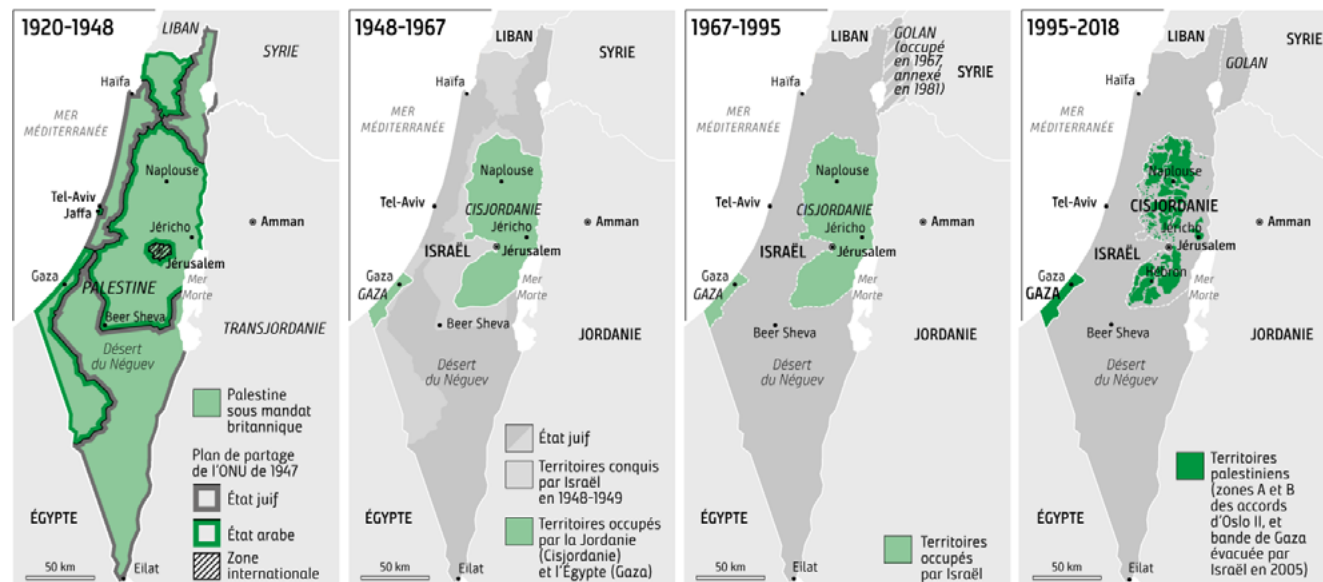 1920-1948
LIBAN
SYRIE
Haïfa
MER
MÉDITERRANÉE
Naplouse
Tel-Aviv
Jaffa
Amman
Jéricho
Jérusalem
Gaza
PALESTINE
Mer
Morte
Beer Sheva
TRANSJORDANIE
Désert
du Néguev
Palestine
sous mandat
britannique
Plan de partage
de l'ONU de 1947
État juif
État arabe
Zone
internationale
ÉGYPTE
50 km
Eilat
1948-1967
LIBAN
SYRIE
Haïfa
MER
MÉDITERRANÉE
Naplouse
Tel-Aviv
CISJORDANIE
Amman
Jéricho
ISRAËL
Jérusalem
Gaza
GAZA
Mer
Morte
Beer Sheva
JORDANIE
Désert
du Néguev
État juif
Territoires conquis
par Israël
en 1948-1949
Territoires occupés
par la Jordanie
(Cisjordanie)
et l'Égypte (Gaza)
ÉGYPTE
50 km
Eilat
1967-1995
LIBAN
GOLAN
(occupé
en 1967,
annexé
en 1981)
SYRIE
Haïfa
MER
MÉDITERRANÉE
Naplouse
Tel-Aviv
CISJORDANIE
Amman
Jéricho
ISRAËL
Jérusalem
Gaza
GAZA
Mer
Morte
Beer Sheva
JORDANIE
Désert
du Néguev
Territoires
occupés
par Israël
ÉGYPTE
50 km
Eilat
1995-2018
LIBAN
SYRIE
GOLAN
Haïfa
MER
MÉDITERRANÉE
Naplouse
Tel-Aviv
CISJORDANIE
Amman
Jéricho
ISRAËL
Jérusalem
Gaza
GAZA
Hébron
Mer
Morte
Beer Sheva
JORDANIE
Désert
du Néguev
Territoires
palestiniens
(zones A et B
des accords
d'Oslo II, et
bande de Gaza
évacuée par
Israël en 2005)
ÉGYPTE
50 km
Eilat